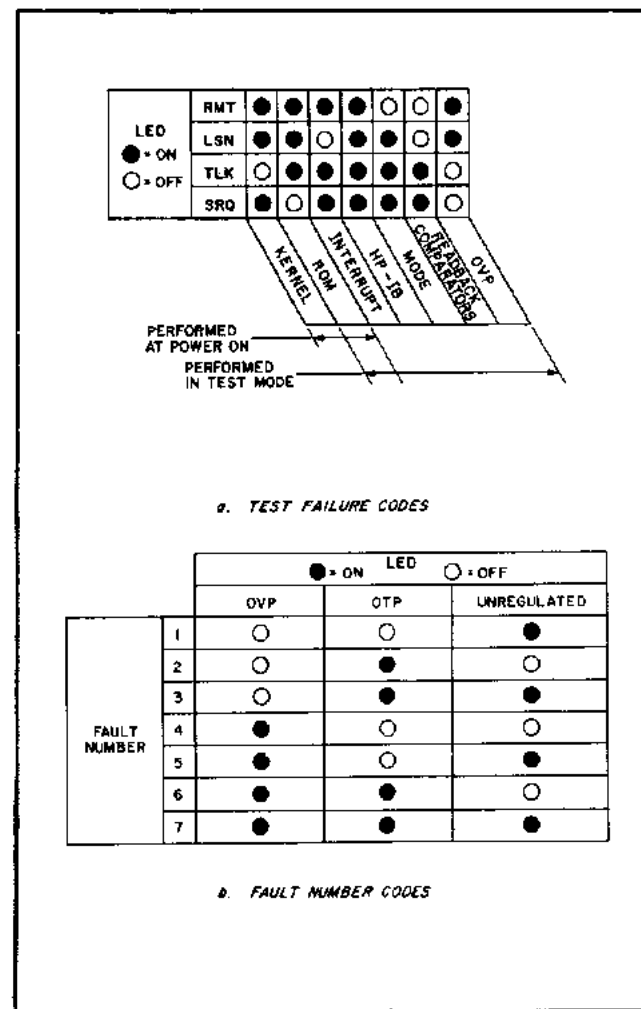 RMT
LED
LSN
● = ON
TLK
○ = OFF
SRQ
KERNEL
ROM
INTERRUPT
HP-IB
MODE
READBACK
COMPARATORS
OVP
PERFORMED
AT POWER ON
PERFORMED
IN TEST MODE
a. TEST FAILURE CODES
LED
● = ON ○ = OFF
OVP OTP UNREGULATED
FAULT
NUMBER
1
2
3
4
5
6
7
b. FAULT NUMBER CODES